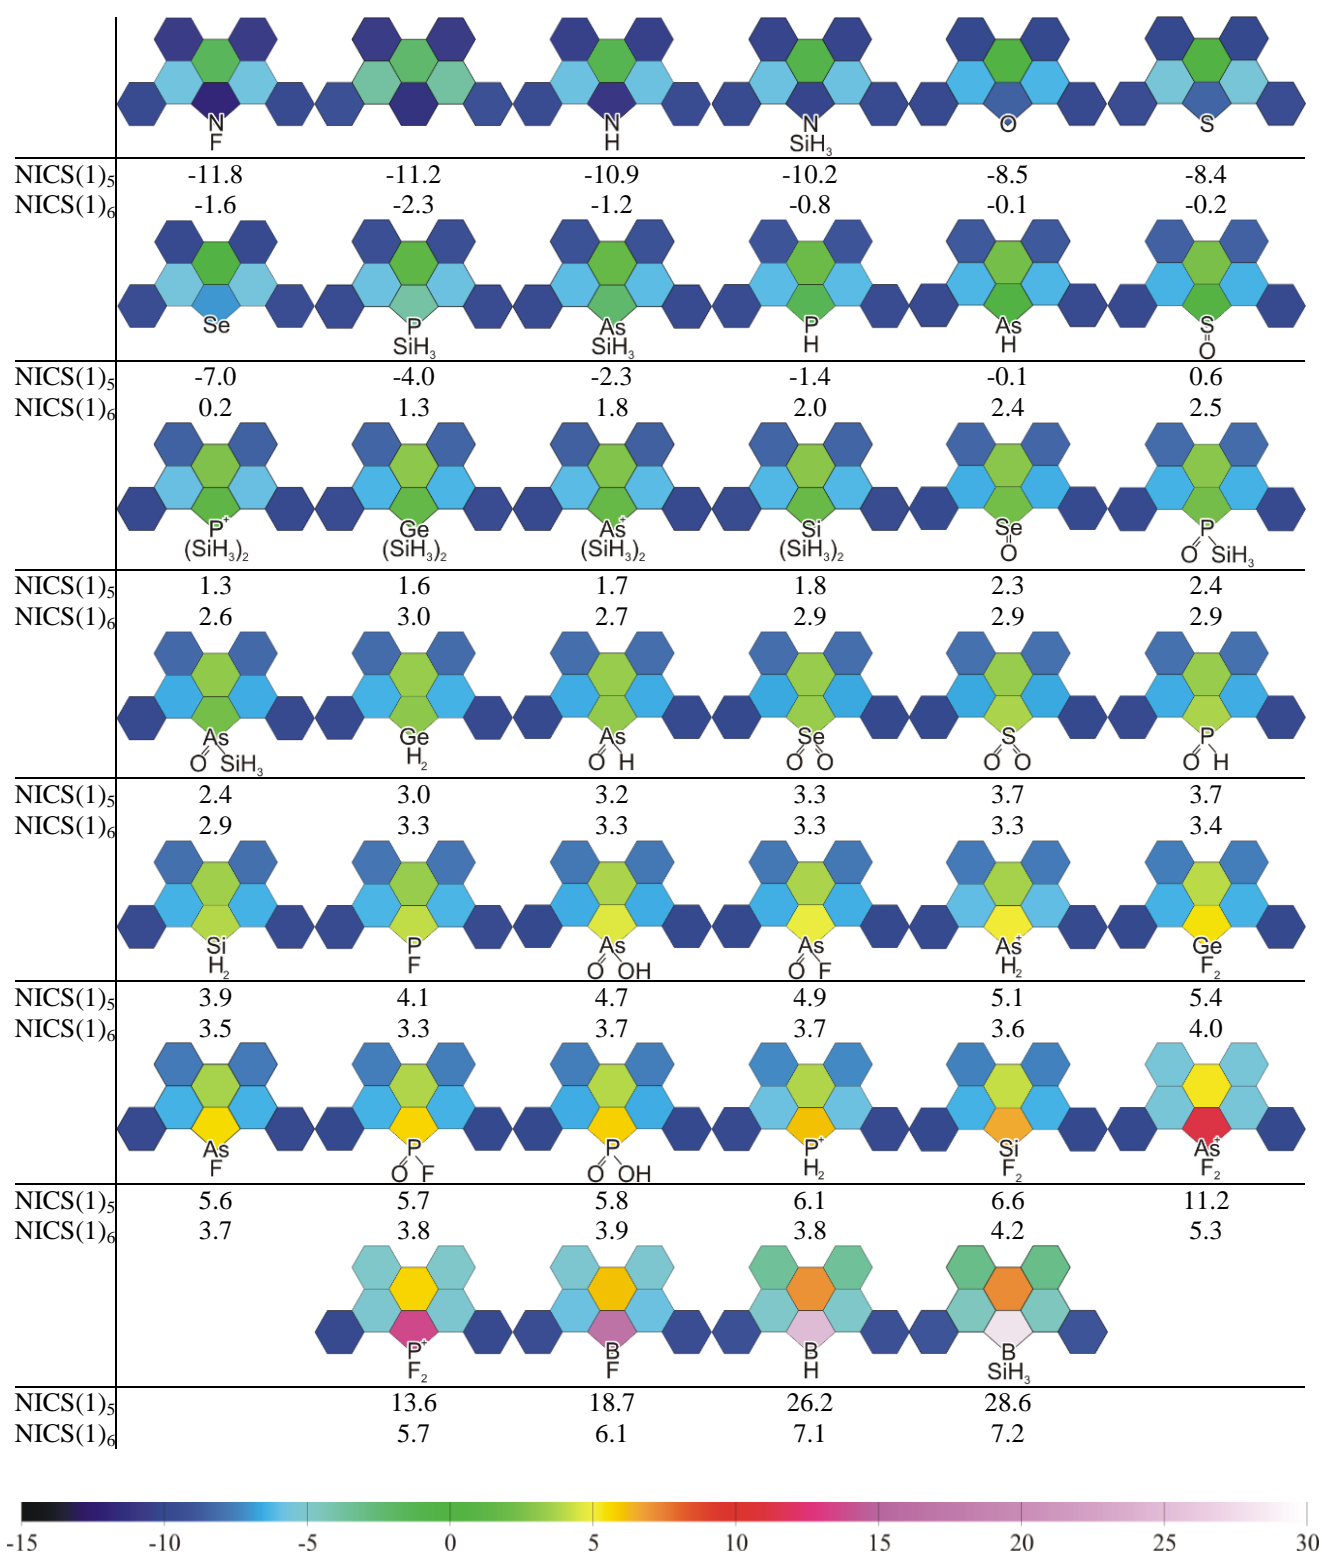 N N N O S
F H SiH₃
NICS(1)₅ -11.8 -11.2 -10.9 -10.2 -8.5 -8.4
NICS(1)₆ -1.6 -2.3 -1.2 -0.8 -0.1 -0.2
Se P As P As S
SiH₃ SiH₃ H H O
NICS(1)₅ -7.0 -4.0 -2.3 -1.4 -0.1 0.6
NICS(1)₆ 0.2 1.3 1.8 2.0 2.4 2.5
P⁺ Ge As⁺ Si Se P
(SiH₃)₂ (SiH₃)₂ (SiH₃)₂ (SiH₃)₂ O O SiH₃
NICS(1)₅ 1.3 1.6 1.7 1.8 2.3 2.4
NICS(1)₆ 2.6 3.0 2.7 2.9 2.9 2.9
As Ge As Se S P
O SiH₃ H₂ O H O O O O O H
NICS(1)₅ 2.4 3.0 3.2 3.3 3.7 3.7
NICS(1)₆ 2.9 3.3 3.3 3.3 3.3 3.4
Si P As As As⁺ Ge
H₂ F O OH O F H₂ F₂
NICS(1)₅ 3.9 4.1 4.7 4.9 5.1 5.4
NICS(1)₆ 3.5 3.3 3.7 3.7 3.6 4.0
As P P P⁺ Si As⁺
F O F O OH H₂ F₂ F₂
NICS(1)₅ 5.6 5.7 5.8 6.1 6.6 11.2
NICS(1)₆ 3.7 3.8 3.9 3.8 4.2 5.3
P⁺ B B B
F₂ F H SiH₃
NICS(1)₅ 13.6 18.7 26.2 28.6
NICS(1)₆ 5.7 6.1 7.1 7.2
-15 -10 -5 0 5 10 15 20 25 30